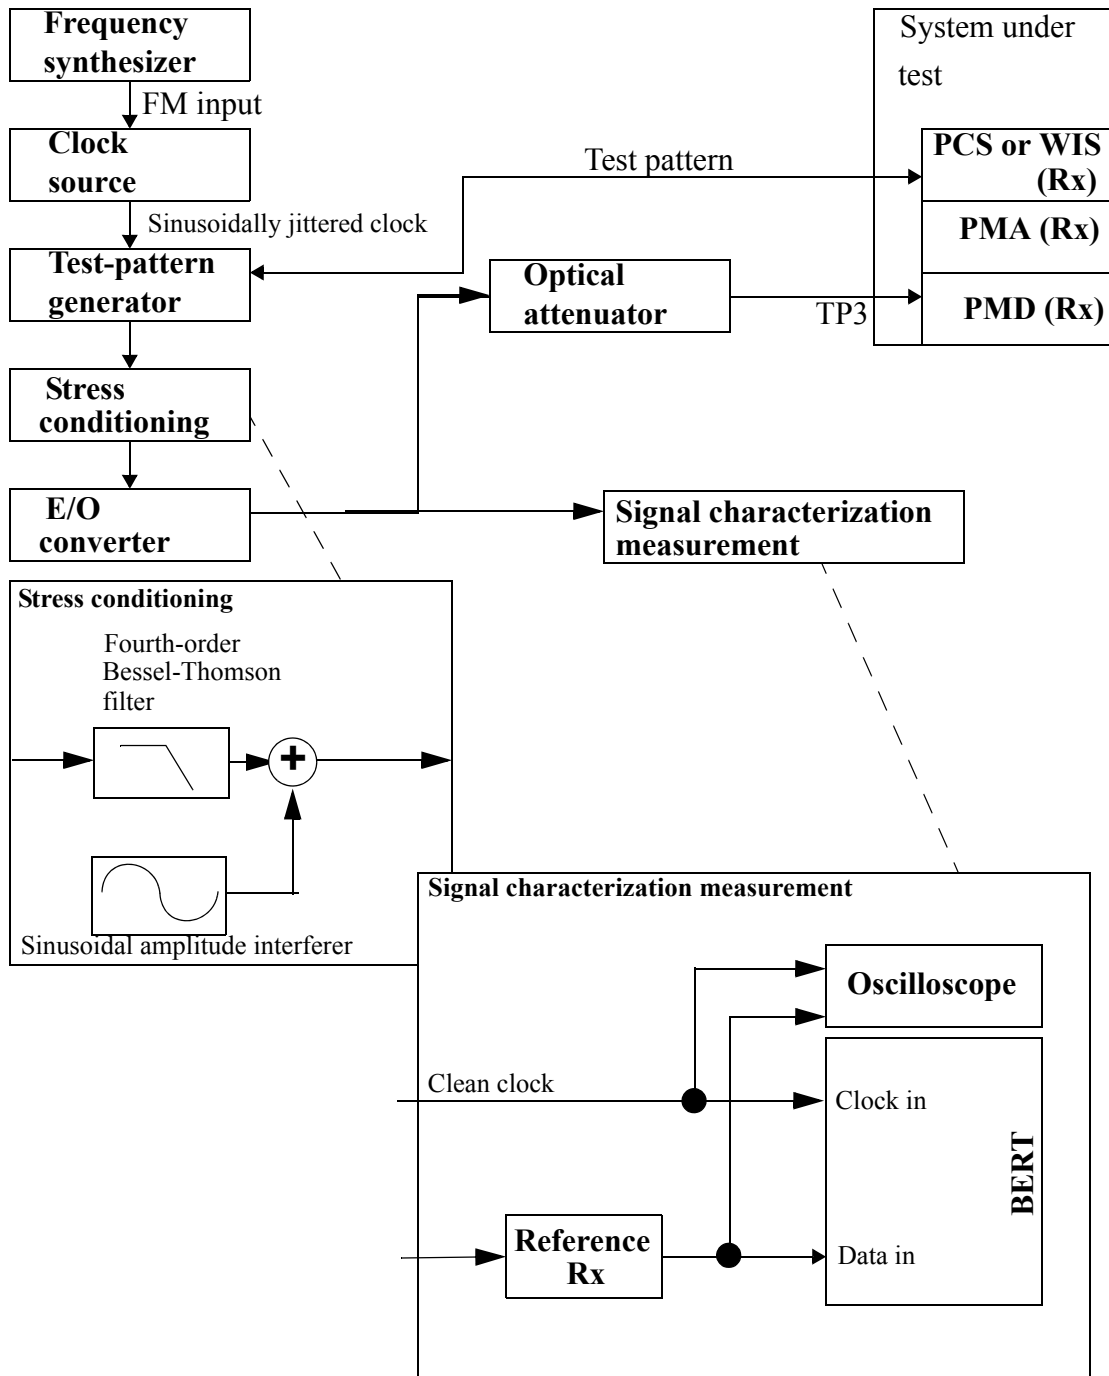 Frequency
synthesizer
FM input
Clock
source
Sinusoidally jittered clock
Test-pattern
generator
Stress
conditioning
E/O
converter
Test pattern
Optical
attenuator
TP3
System under
test
PCS or WIS
(Rx)
PMA (Rx)
PMD (Rx)
Signal characterization
measurement
Stress conditioning
Fourth-order
Bessel-Thomson
filter
+
Sinusoidal amplitude interferer
Signal characterization measurement
Oscilloscope
Clean clock
Clock in
BERT
Reference
Rx
Data in